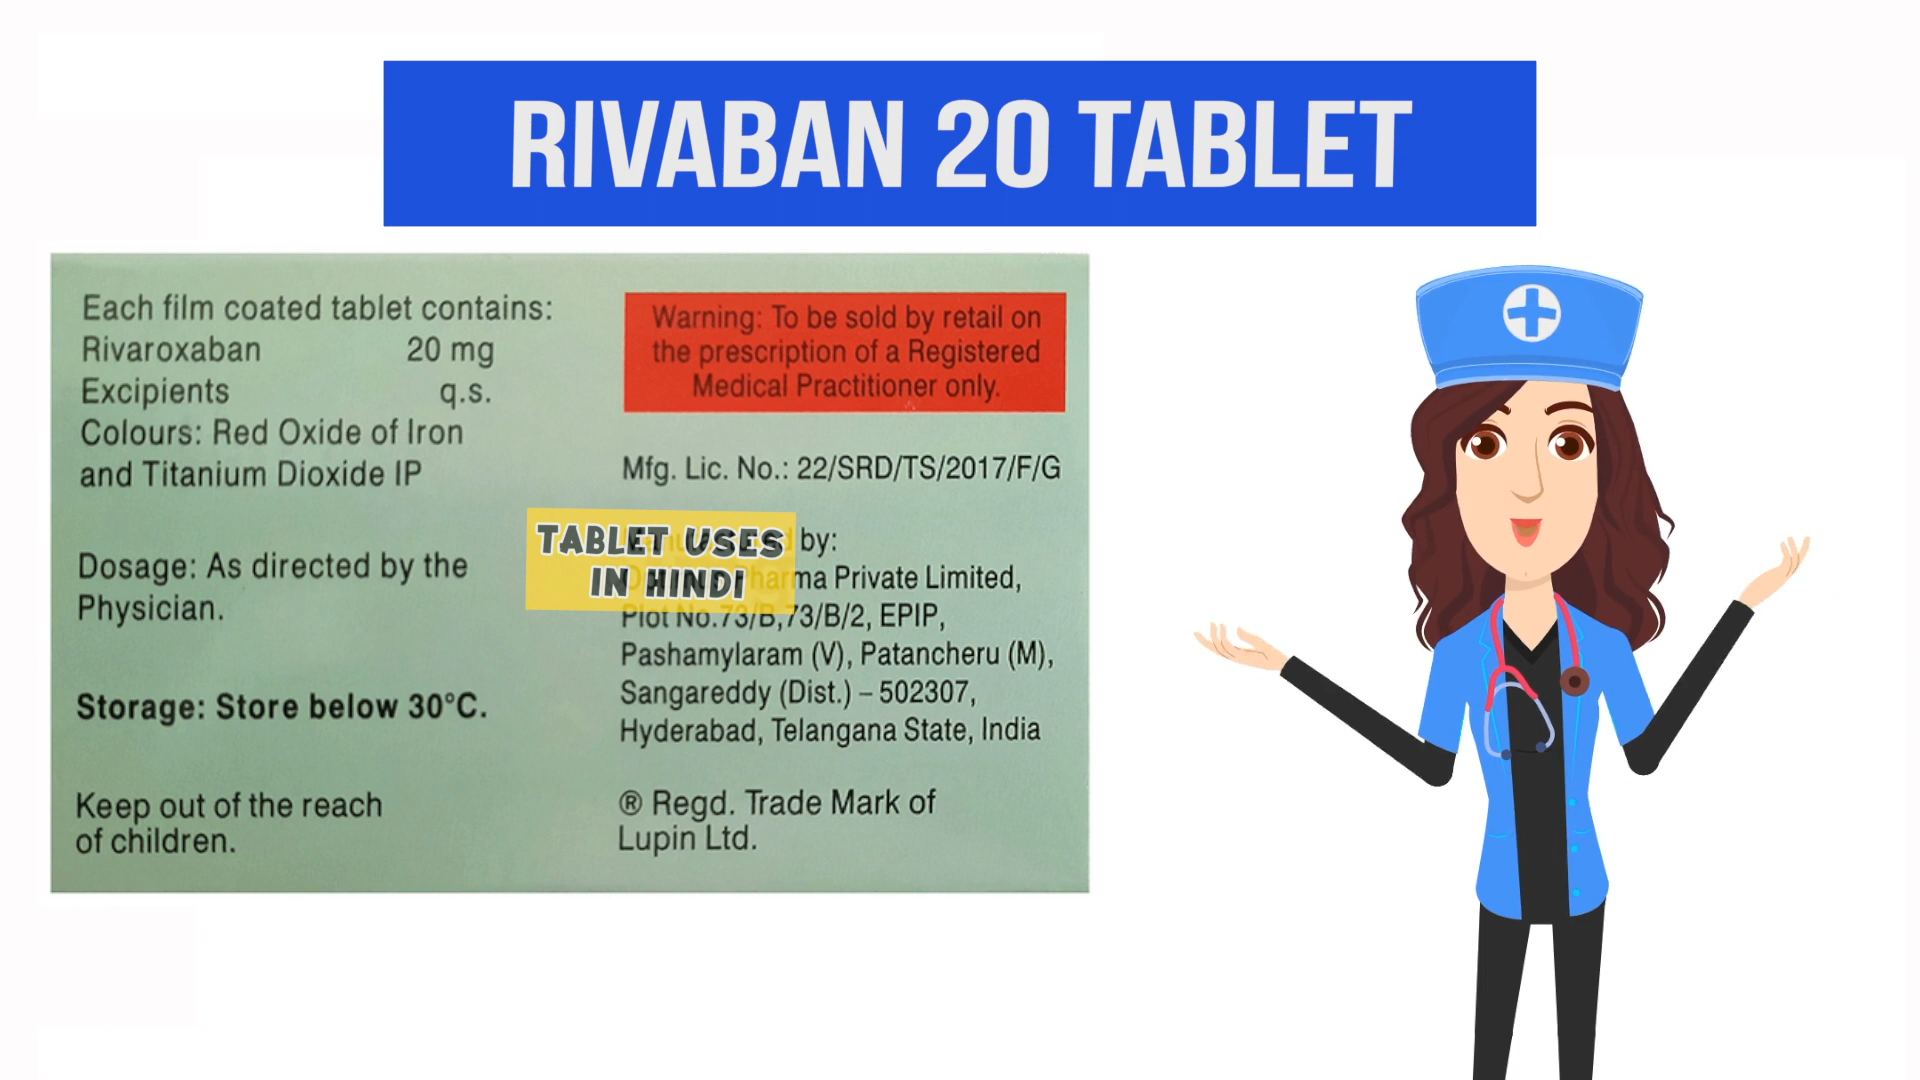 RIVABAN 20 TABLET
Each film coated tablet contains:
Rivaroxaban 20 mg
Excipients q.s.
Colours: Red Oxide of Iron
and Titanium Dioxide IP
Dosage: As directed by the
Physician.
Storage: Store below 30°C.
Keep out of the reach
of children.
Warning: To be sold by retail on
the prescription of a Registered
Medical Practitioner only.
Mfg. Lic. No.: 22/SRD/TS/2017/F/G
TABLET USES
IN HINDI
by:
Private Limited,
Plot No.73/B,73/B/2, EPIP,
Pashamylaram (V), Patancheru (M),
Sangareddy (Dist.) – 502307,
Hyderabad, Telangana State, India
® Regd. Trade Mark of
Lupin Ltd.